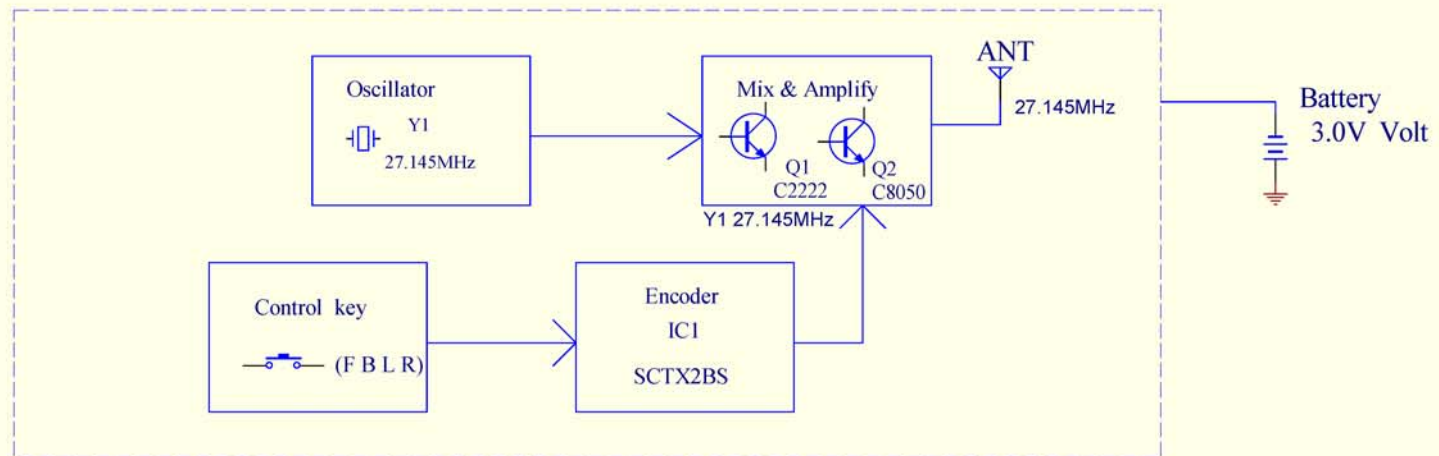 ANT
27.145MHz
Oscillator
Y1
27.145MHz
Mix & Amplify
Q1
C2222
Q2
C8050
Y1 27.145MHz
Battery
3.0V Volt
Control key
(F B L R)
Encoder
IC1
SCTX2BS